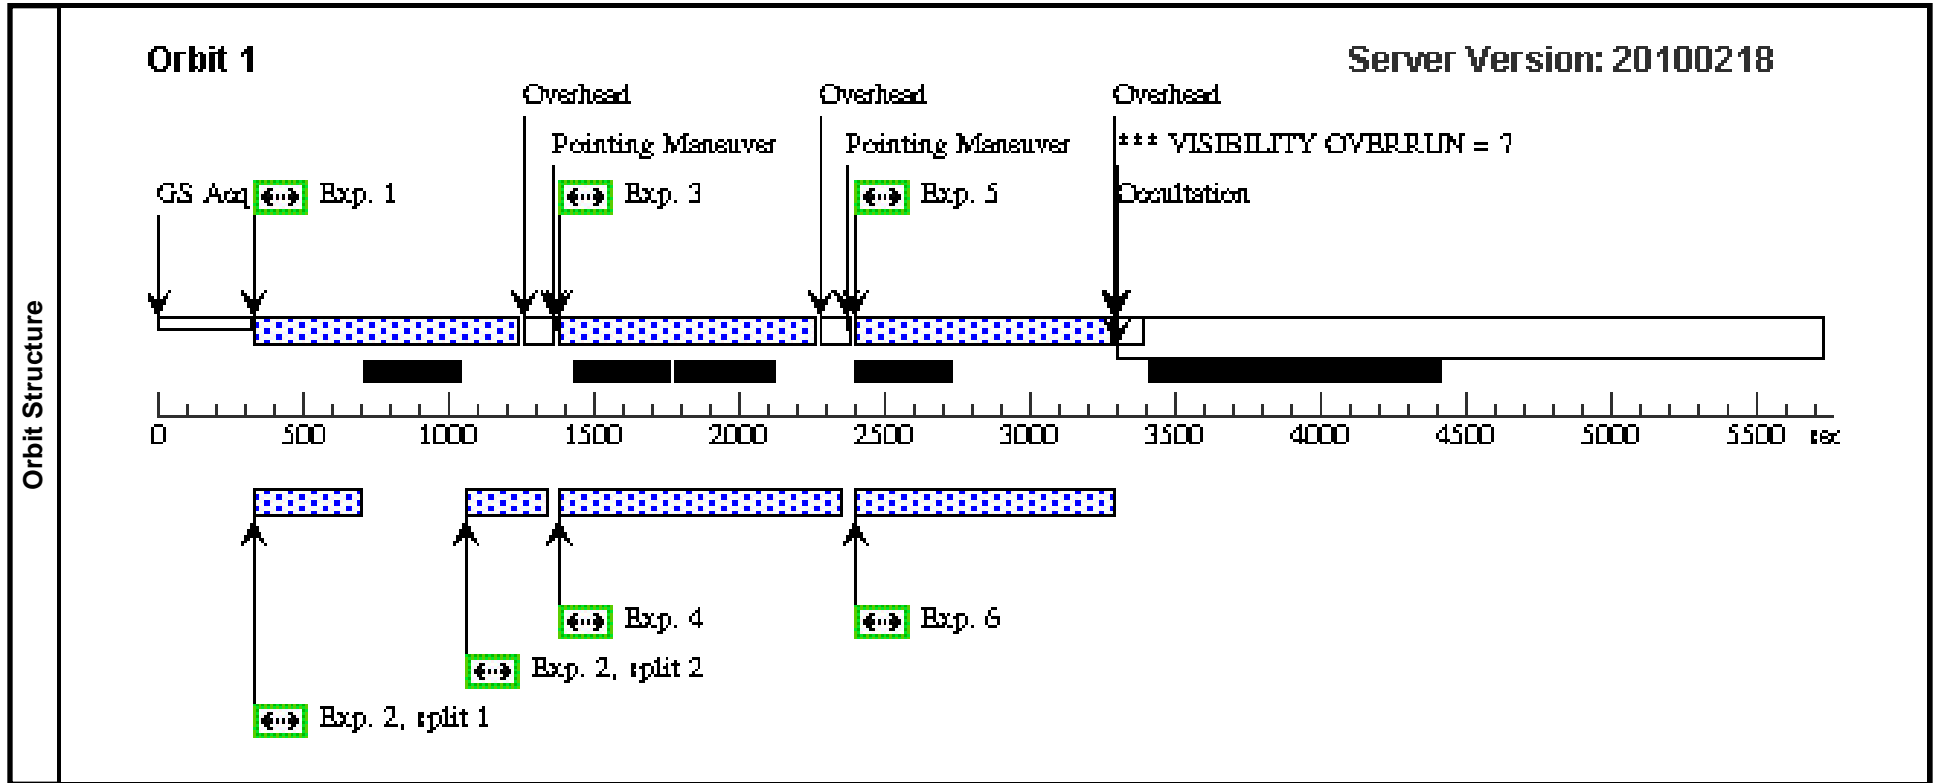 Orbit Structure
Orbit 1
Server Version: 20100218
Overhead
Overhead
Overhead
Pointing Maneuver
Pointing Maneuver
*** VISIBILITY OVERRUN = 7
GS Acq
Exp. 1
Exp. 3
Exp. 5
Occultation
0 500 1000 1500 2000 2500 3000 3500 4000 4500 5000 5500 sec
Exp. 4
Exp. 6
Exp. 2, split 2
Exp. 2, split 1